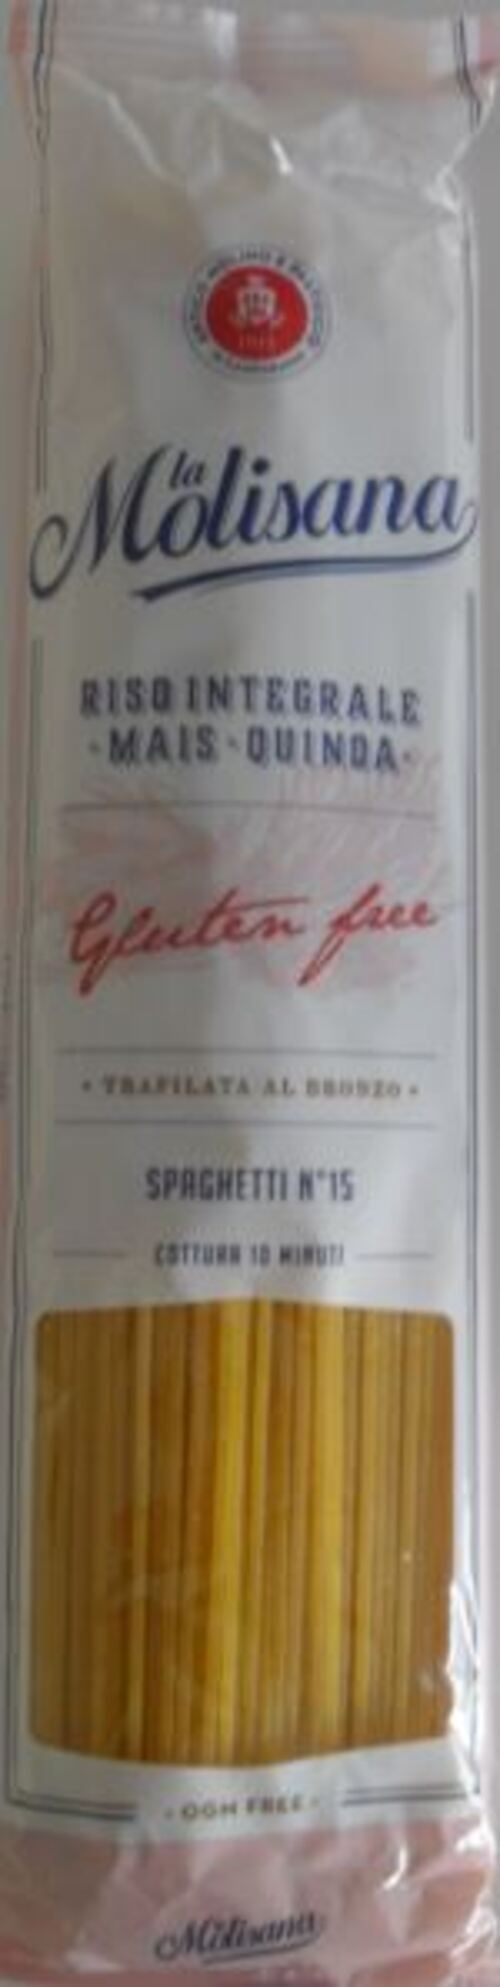 la
Molisana
RISO INTEGRALE
·MAIS·QUINOA·
Gluten free
• TRAFILATA AL BRONZO •
SPAGHETTI N°15
COTTURA 10 MINUTI
· OGM FREE ·
la Molisana